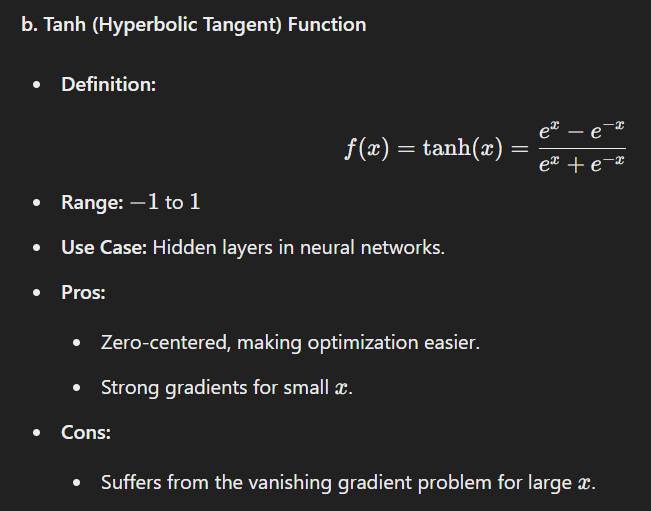 b. Tanh (Hyperbolic Tangent) Function
• Definition:
f(x) = tanh(x) = \frac{e^x − e^{−x}}{e^x + e^{−x}}
• Range: −1 to 1
• Use Case: Hidden layers in neural networks.
• Pros:
• Zero-centered, making optimization easier.
• Strong gradients for small x.
• Cons:
• Suffers from the vanishing gradient problem for large x.